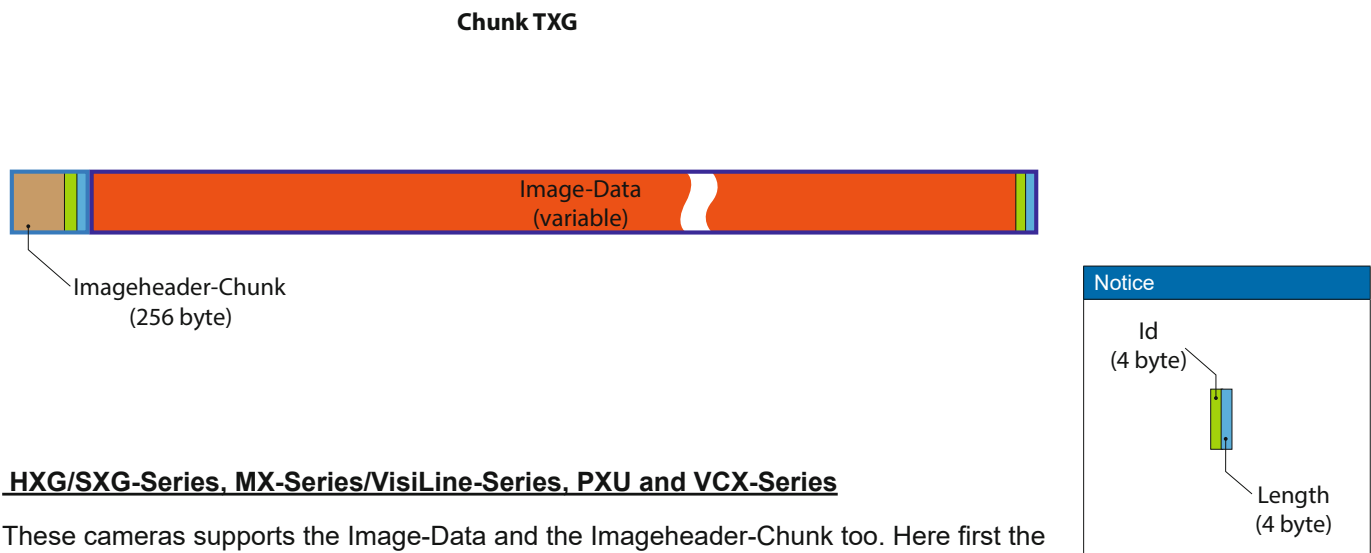 Chunk TXG
Image-Data
(variable)
Imageheader-Chunk
(256 byte)
Notice
Id
(4 byte)
Length
(4 byte)
HXG/SXG-Series, MX-Series/VisiLine-Series, PXU and VCX-Series
These cameras supports the Image-Data and the Imageheader-Chunk too. Here first the